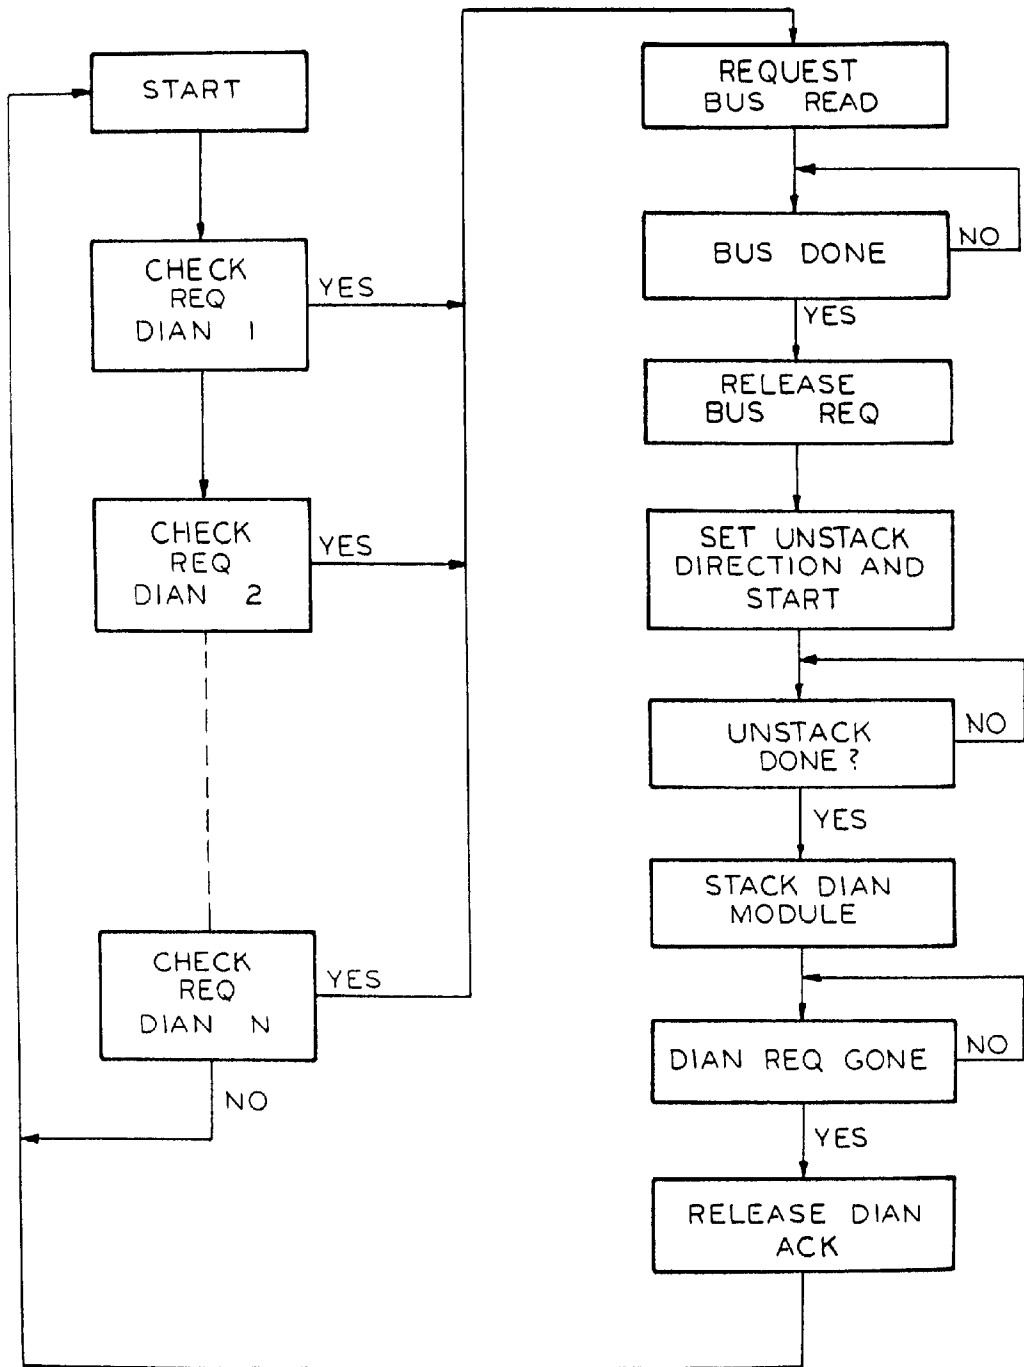 START
CHECK
REQ
DIAN 1
YES
CHECK
REQ
DIAN 2
YES
CHECK
REQ
DIAN N
YES
NO
REQUEST
BUS READ
BUS DONE
NO
YES
RELEASE
BUS REQ
SET UNSTACK
DIRECTION AND
START
UNSTACK
DONE?
NO
YES
STACK DIAN
MODULE
DIAN REQ GONE
NO
YES
RELEASE DIAN
ACK